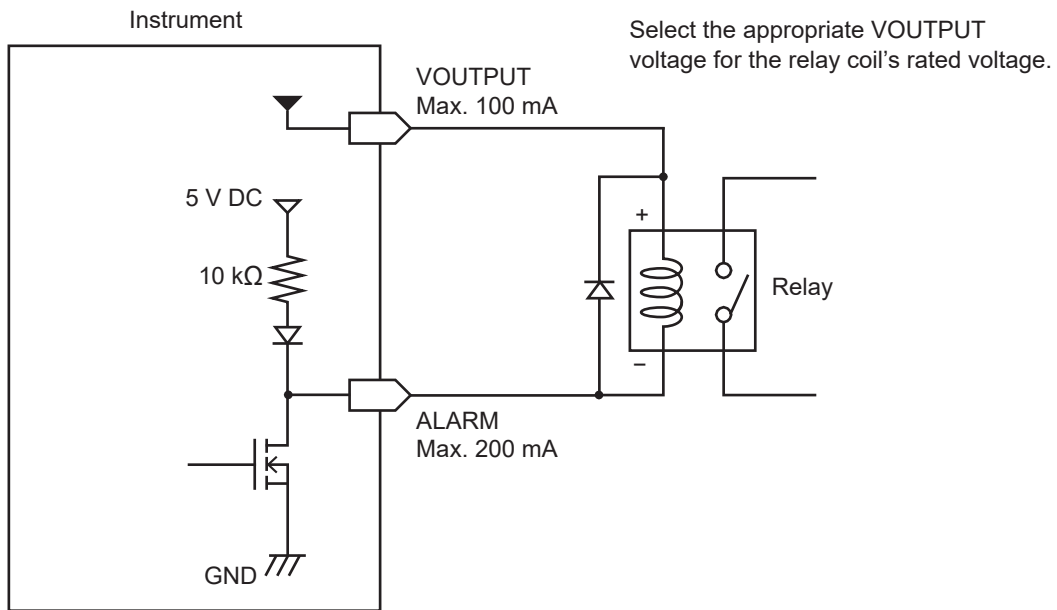 Instrument
Select the appropriate VOUTPUT
voltage for the relay coil's rated voltage.
VOUTPUT
Max. 100 mA
5 V DC
10 kΩ
+
Relay
−
ALARM
Max. 200 mA
GND